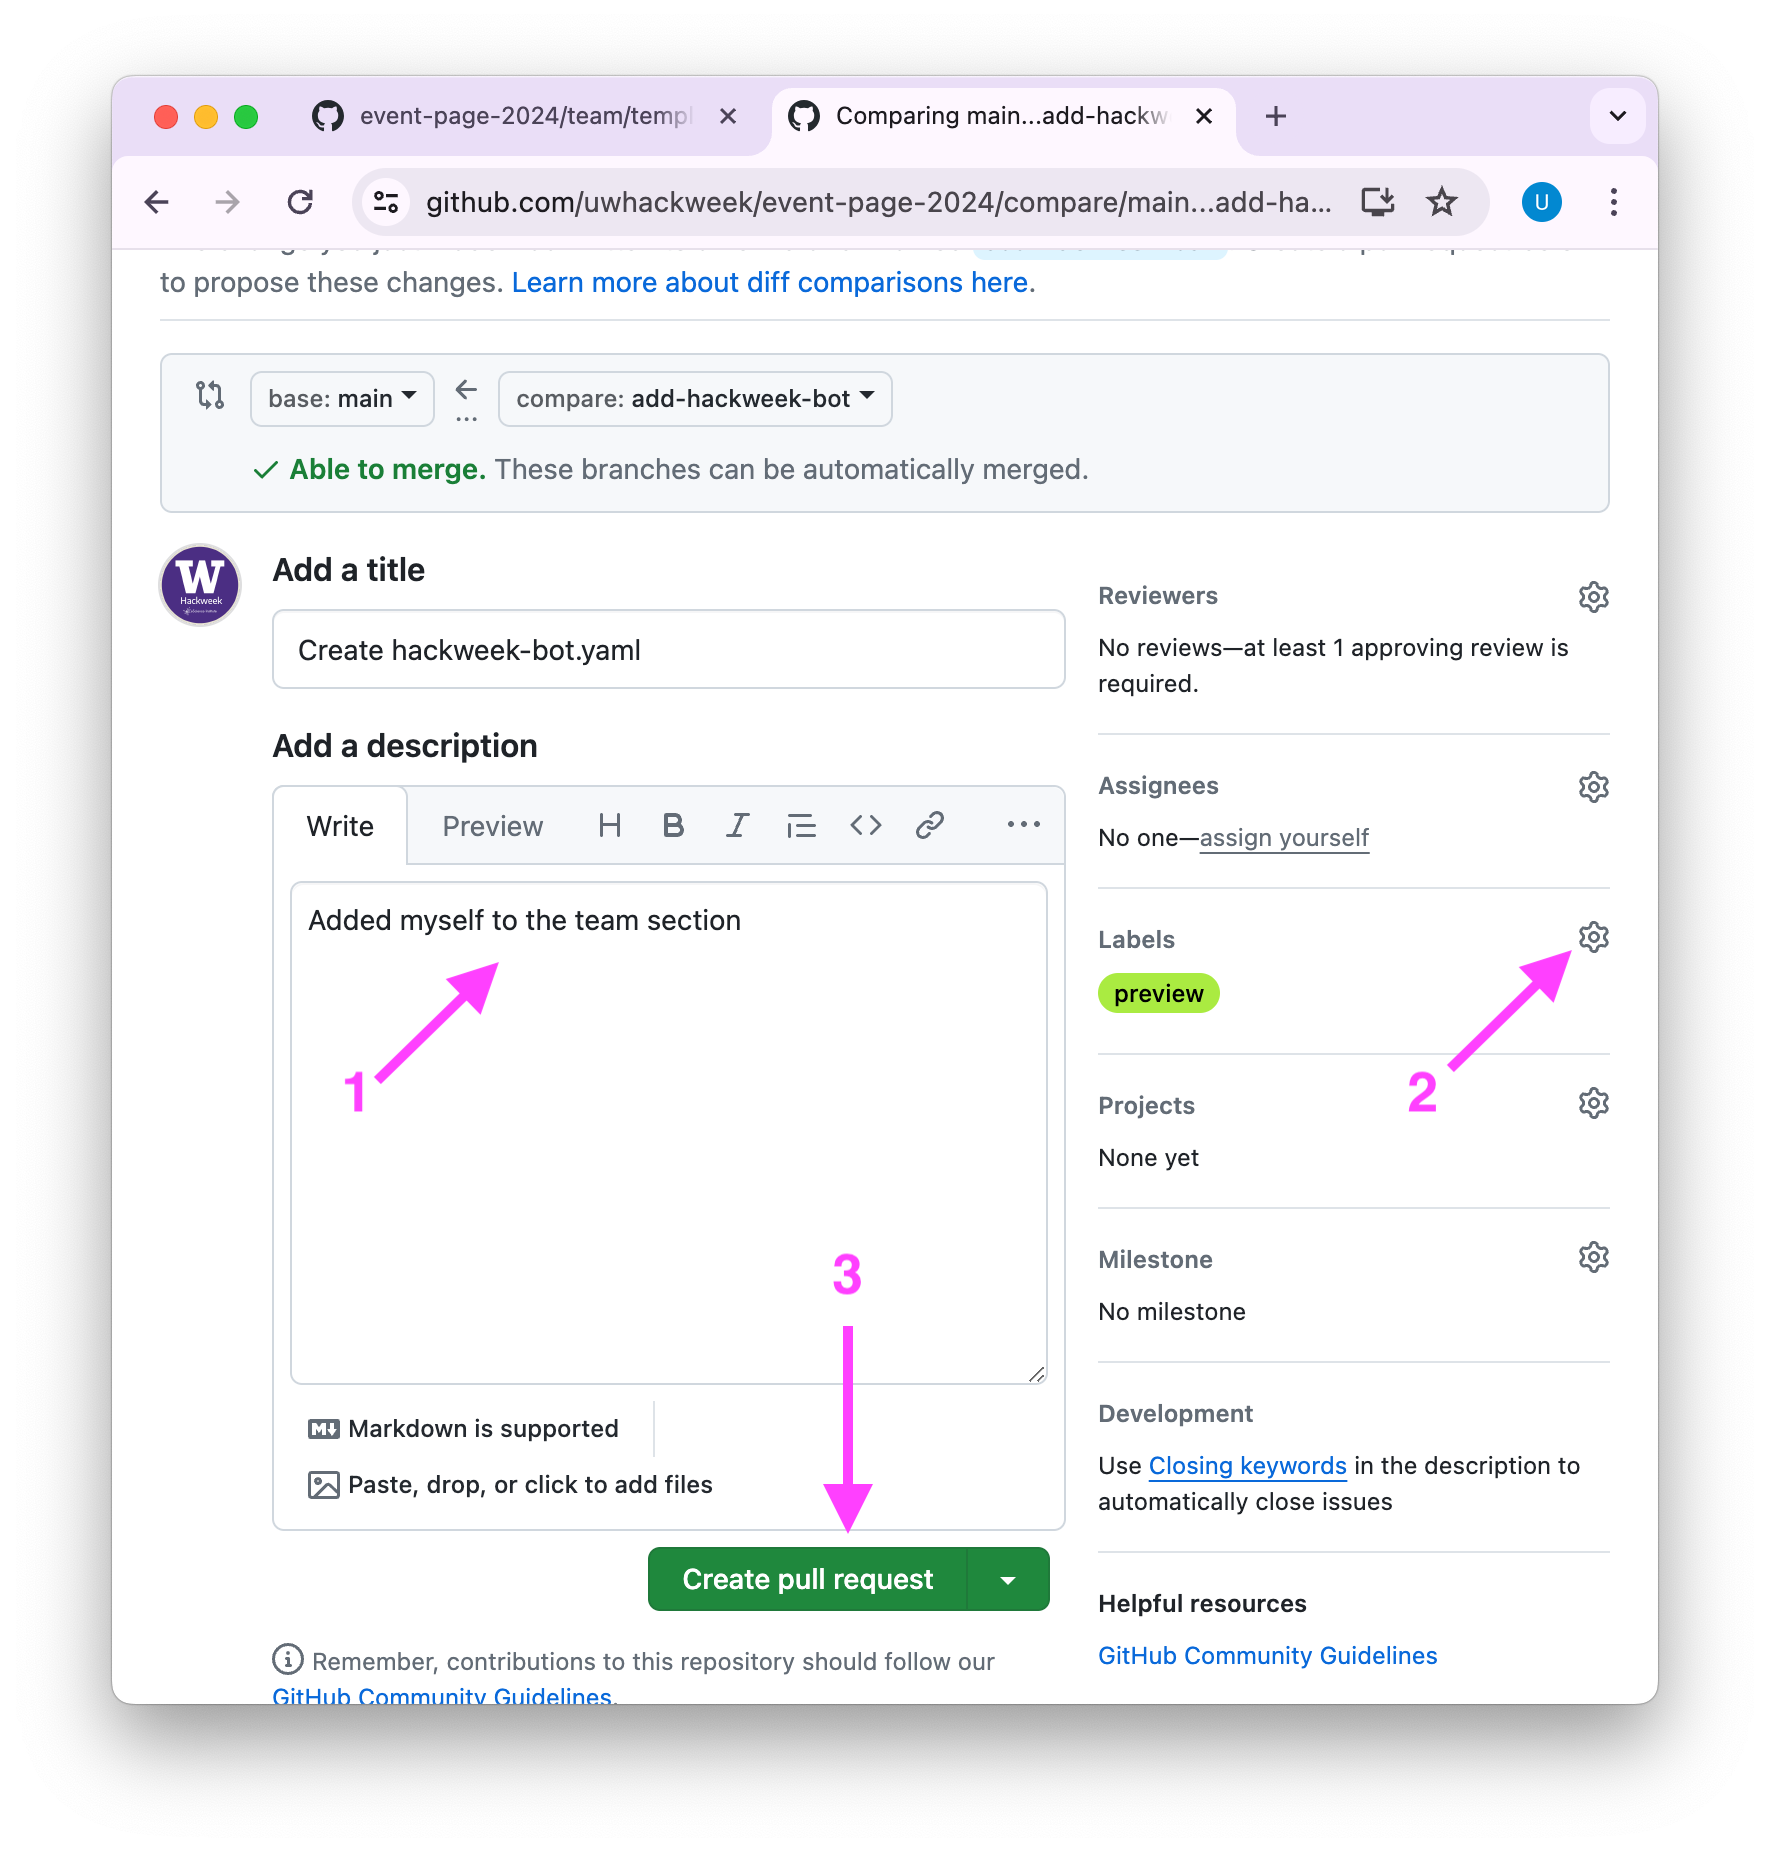 event-page-2024/team/templ
Comparing main...add-hackw
github.com/uwhackweek/event-page-2024/compare/main...add-ha...
U
to propose these changes. Learn more about diff comparisons here.
base: main
...
compare: add-hackweek-bot
Able to merge. These branches can be automatically merged.
W
Hackweek
Add a title
Create hackweek-bot.yaml
Add a description
Write
Preview
H B I
...
Added myself to the team section
1
3
Markdown is supported
Paste, drop, or click to add files
Create pull request
Remember, contributions to this repository should follow our
GitHub Community Guidelines.
Reviewers
No reviews—at least 1 approving review is
required.
Assignees
No one—assign yourself
Labels
preview
2
Projects
None yet
Milestone
No milestone
Development
Use Closing keywords in the description to
automatically close issues
Helpful resources
GitHub Community Guidelines